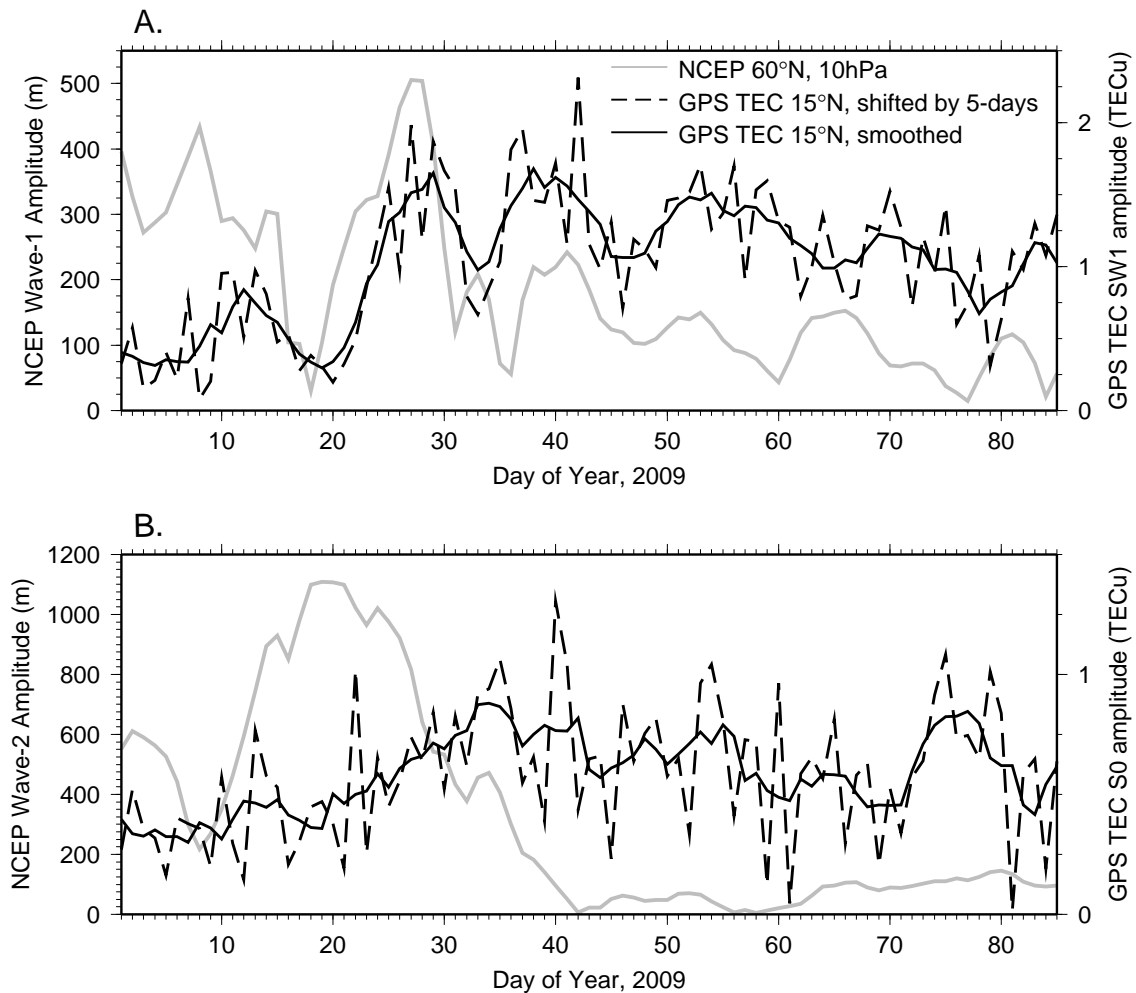 A.
NCEP Wave-1 Amplitude (m)
500
400
300
200
100
0
NCEP 60°N, 10hPa
GPS TEC 15°N, shifted by 5-days
GPS TEC 15°N, smoothed
2
1
0
GPS TEC SW1 amplitude (TECu)
10 20 30 40 50 60 70 80
Day of Year, 2009
B.
NCEP Wave-2 Amplitude (m)
1200
1000
800
600
400
200
0
1
0
GPS TEC S0 amplitude (TECu)
10 20 30 40 50 60 70 80
Day of Year, 2009